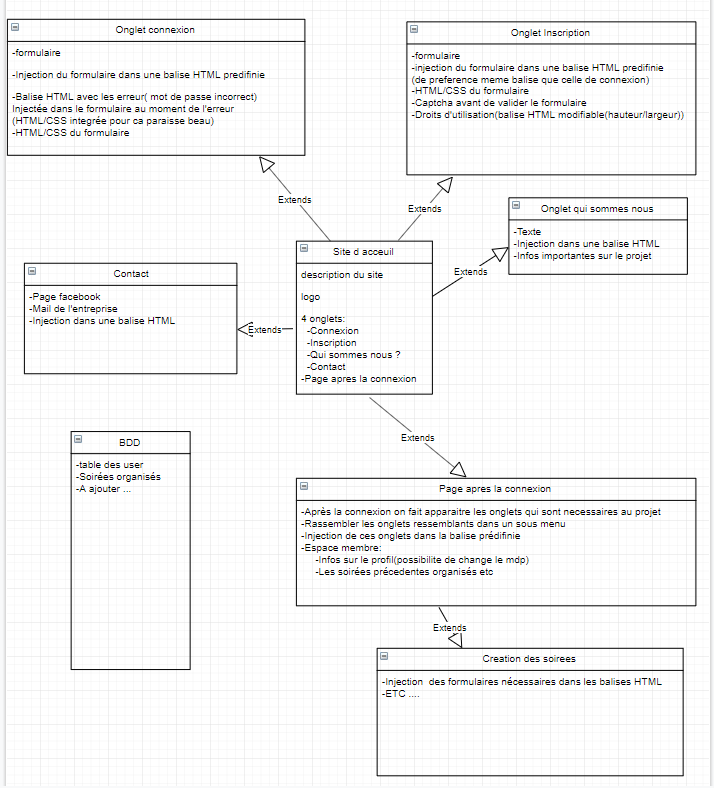 Onglet connexion
-formulaire
-Injection du formulaire dans une balise HTML predifinie
-Balise HTML avec les erreur( mot de passe incorrect)
Injectée dans le formulaire au moment de l'erreur
(HTML/CSS integrée pour ca paraisse beau)
-HTML/CSS du formulaire
Onglet Inscription
-formulaire
-injection du formulaire dans une balise HTML predifinie
(de preference meme balise que celle de connexion)
-HTML/CSS du formulaire
-Captcha avant de valider le formulaire
-Droits d'utilisation(balise HTML modifiable(hauteur/largeur))
Extends
Extends
Onglet qui sommes nous
-Texte
-Injection dans une balise HTML
-Infos importantes sur le projet
Extends
Site d acceuil
description du site
logo
4 onglets:
-Connexion
-Inscription
-Qui sommes nous ?
-Contact
-Page apres la connexion
Contact
-Page facebook
-Mail de l'entreprise
-Injection dans une balise HTML
Extends
Extends
BDD
-table des user
-Soirées organisés
-A ajouter ...
Page apres la connexion
-Après la connexion on fait apparaitre les onglets qui sont necessaires au projet
-Rassembler les onglets ressemblants dans un sous menu
-Injection de ces onglets dans la balise prédifinie
-Espace membre:
-Infos sur le profil(possibilite de change le mdp)
-Les soirées précedentes organisés etc
Extends
Creation des soirees
-Injection des formulaires nécessaires dans les balises HTML
-ETC ....